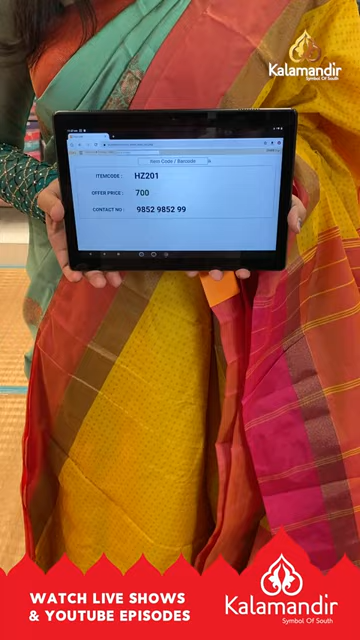 Kalamandir
Symbol Of South
Item Code / Barcode
ITEMCODE : HZ201
OFFER PRICE : 700
CONTACT NO : 9852 9852 99
WATCH LIVE SHOWS
& YOUTUBE EPISODES
Kalamandir
Symbol Of South